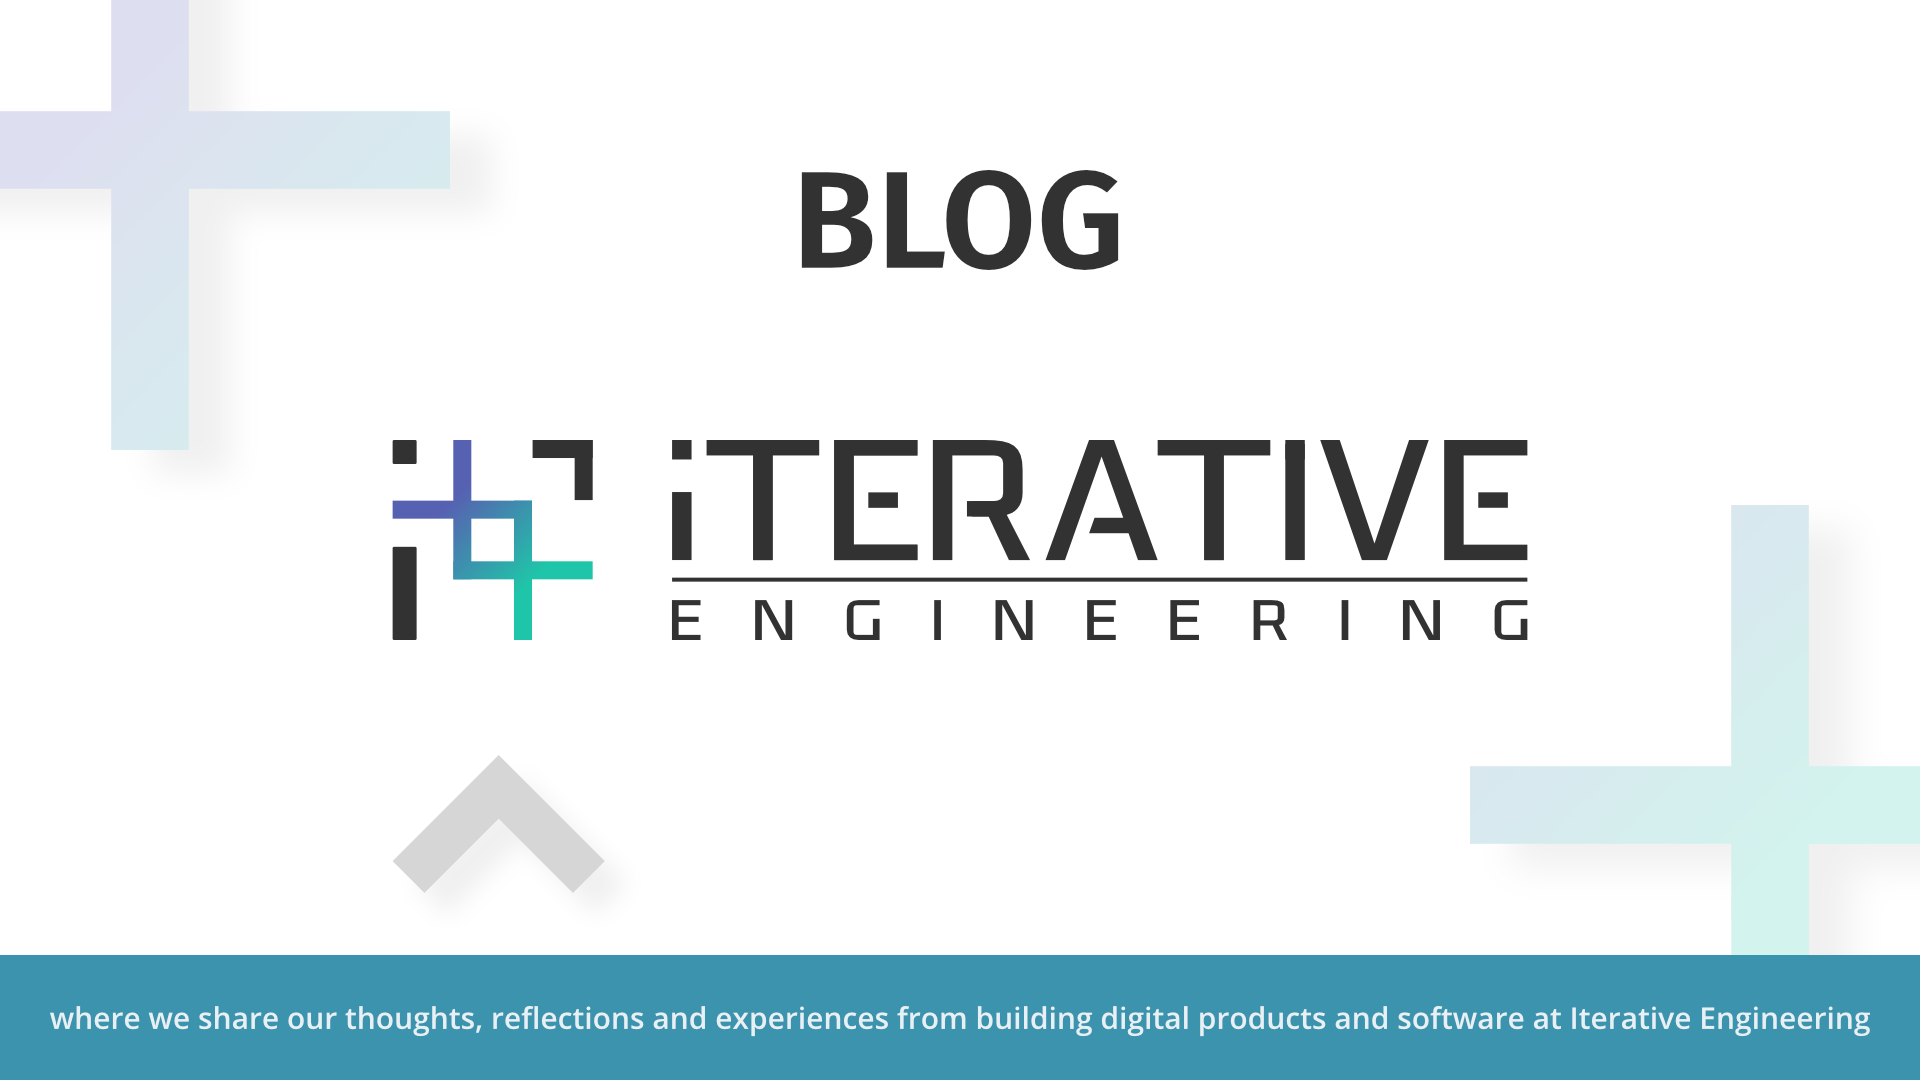 BLOG
iTERATIVE
ENGINEERING
where we share our thoughts, reflections and experiences from building digital products and software at Iterative Engineering